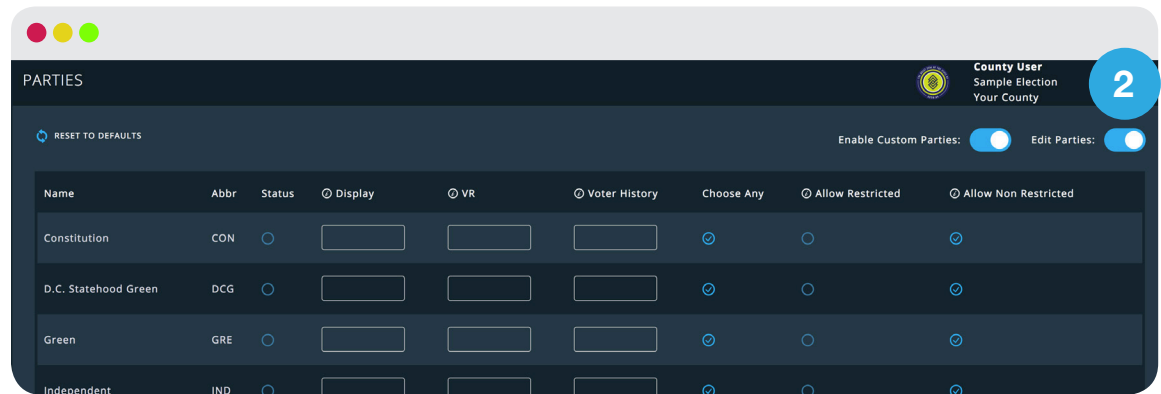 PARTIES
County User
Sample Election
Your County
2
RESET TO DEFAULTS
Enable Custom Parties:
Edit Parties:
Name Abbr Status Display VR Voter History Choose Any Allow Restricted Allow Non Restricted
Constitution CON
D.C. Statehood Green DCG
Green GRE
Independent IND